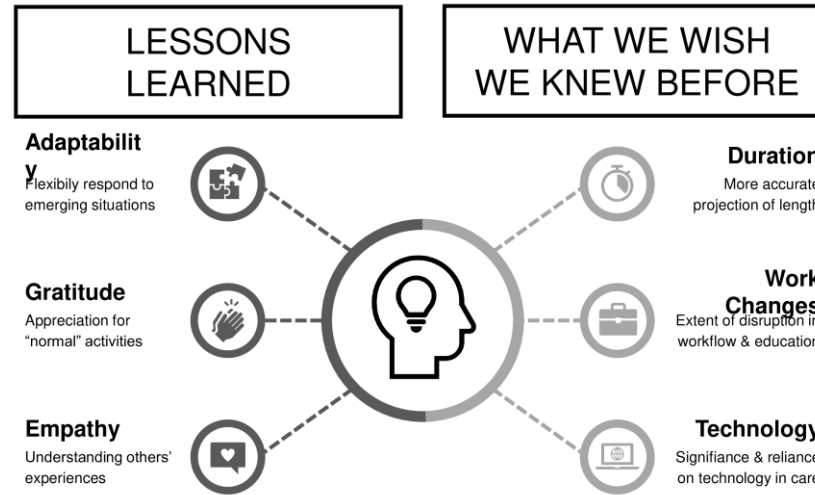 LESSONS
LEARNED
WHAT WE WISH
WE KNEW BEFORE
Adaptabilit
y
Flexibily respond to
emerging situations
Gratitude
Appreciation for
“normal” activities
Empathy
Understanding others’
experiences
Duration
More accurate
projection of length
Work
Changes
Extent of disruption in
workflow & education
Technology
Signifiance & reliance
on technology in care